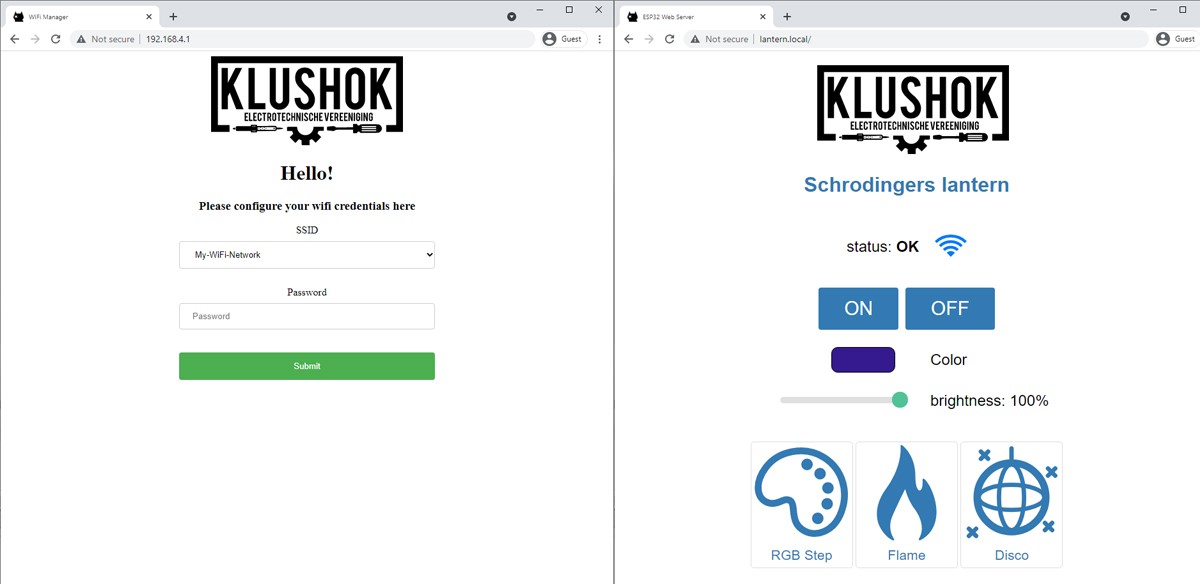 WiFi Manager
Not secure
192.168.4.1
Guest
KLUSHOK
ELECTROTECHNISCHE VEREENIGING
Hello!
Please configure your wifi credentials here
SSID
My-WiFi-Network
Password
Password
Submit
ESP32 Web Server
Not secure
lantern.local/
Guest
KLUSHOK
ELECTROTECHNISCHE VEREENIGING
Schrodingers lantern
status: OK
ON OFF
Color
brightness: 100%
RGB Step Flame Disco